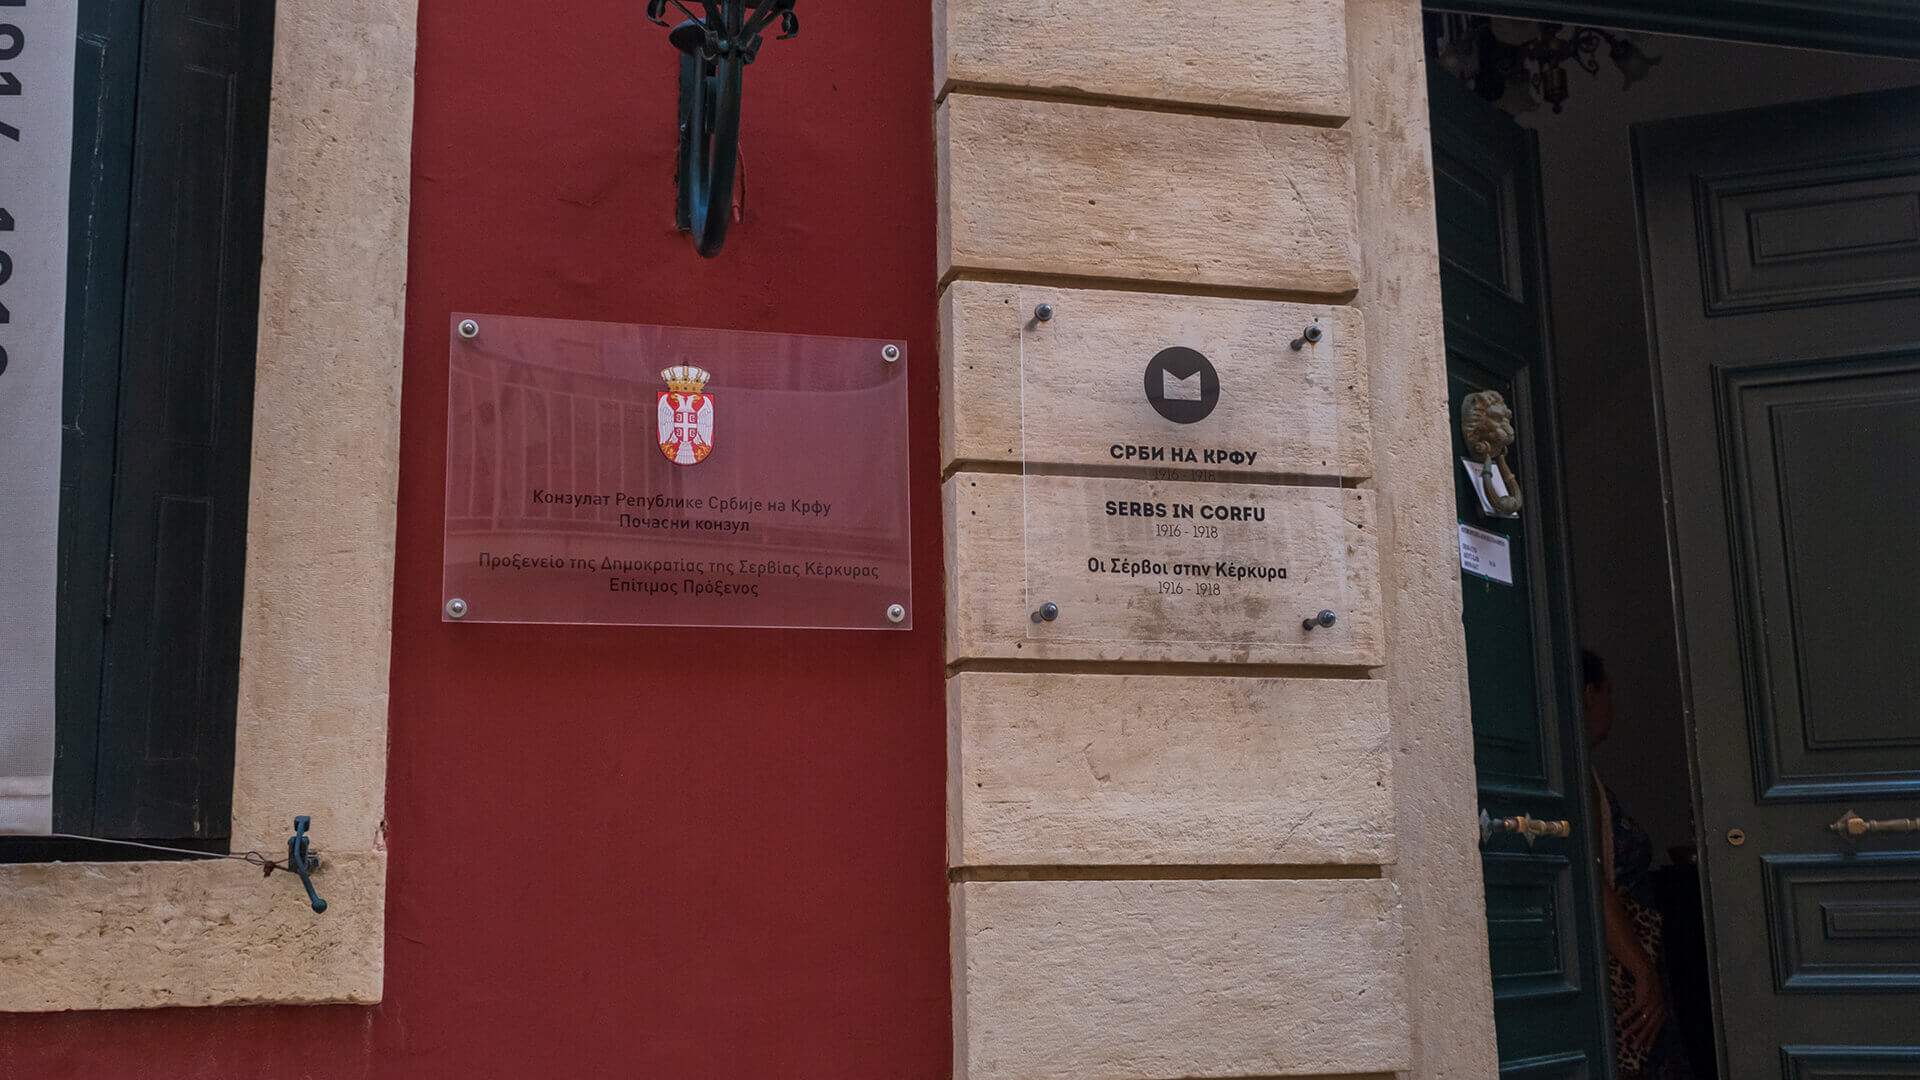 Конзулат Републике Србије на Крфу
Почасни конзул
Προξενείο της Δημοκρατίας της Σερβίας Κέρκυρας
Επίτιμος Πρόξενος
СРБИ НА КРФУ
1916 - 1918
SERBS IN CORFU
1916 - 1918
Οι Σέρβοι στην Κέρκυρα
1916 - 1918